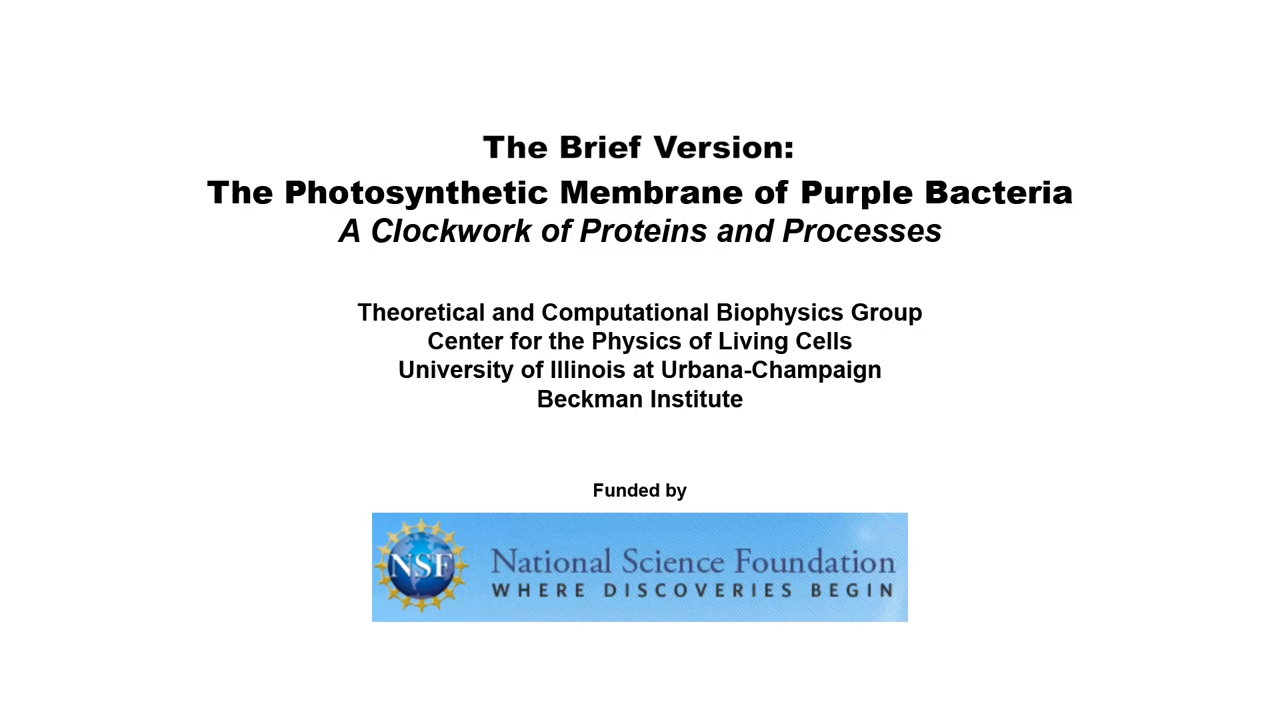 The Brief Version:
The Photosynthetic Membrane of Purple Bacteria
A Clockwork of Proteins and Processes
Theoretical and Computational Biophysics Group
Center for the Physics of Living Cells
University of Illinois at Urbana-Champaign
Beckman Institute
Funded by
NSF
National Science Foundation
WHERE DISCOVERIES BEGIN